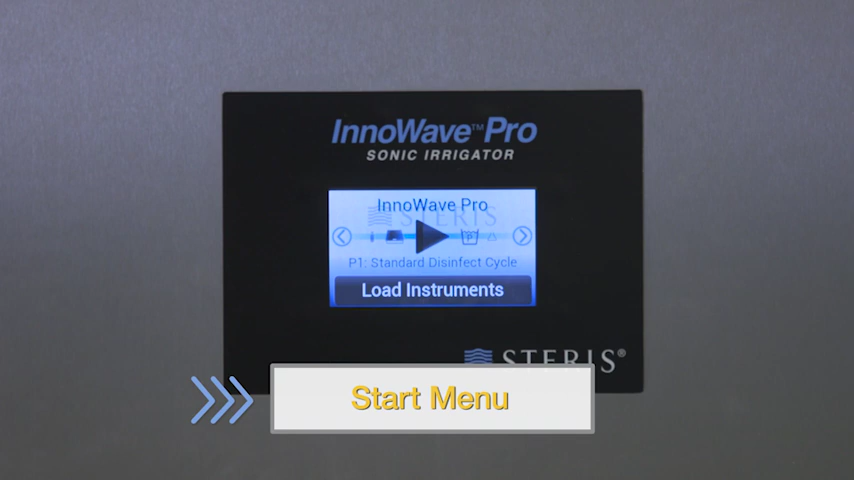 InnoWave™ Pro
SONIC IRRIGATOR
InnoWave Pro
STERIS
P1: Standard Disinfect Cycle
Load Instruments
STERIS®
Start Menu